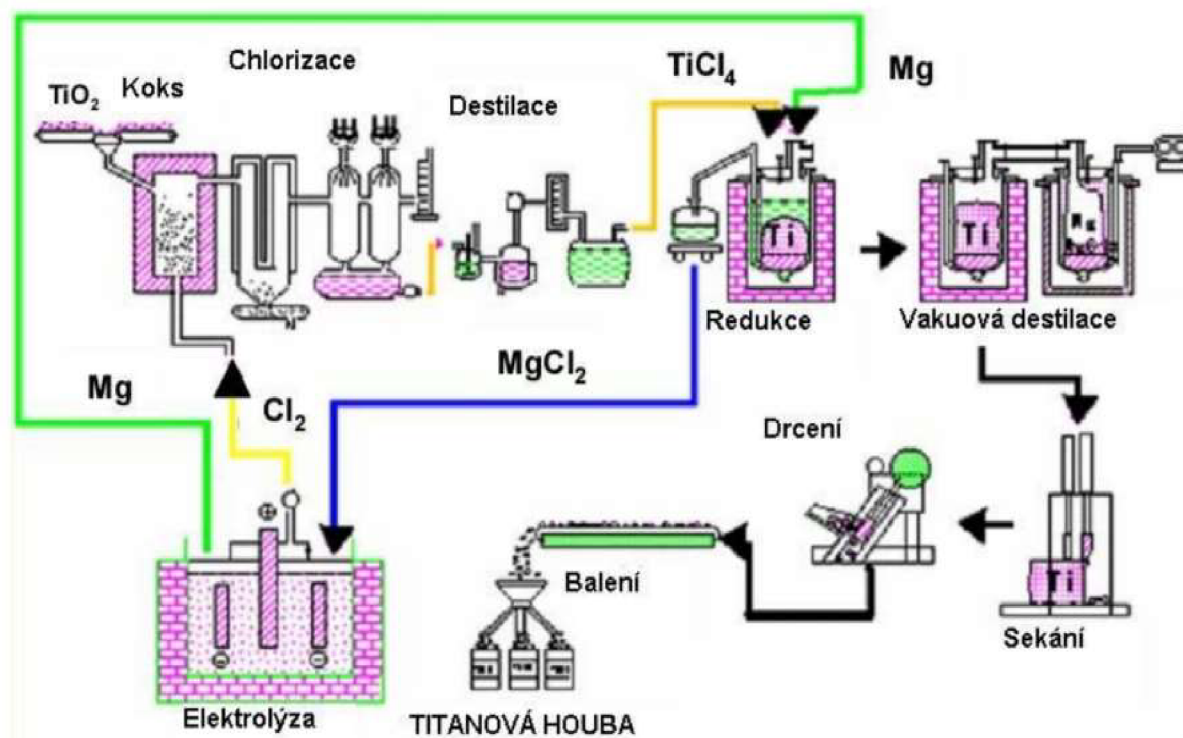 Chlorizace
TiO₂
Koks
Destilace
TiCl₄
Mg
Ti
Ti
Redukce
Vakuová destilace
MgCl₂
Mg
Cl₂
Drcení
Ti
Balení
Sekání
Elektrolýza
TITANOVÁ HOUBA